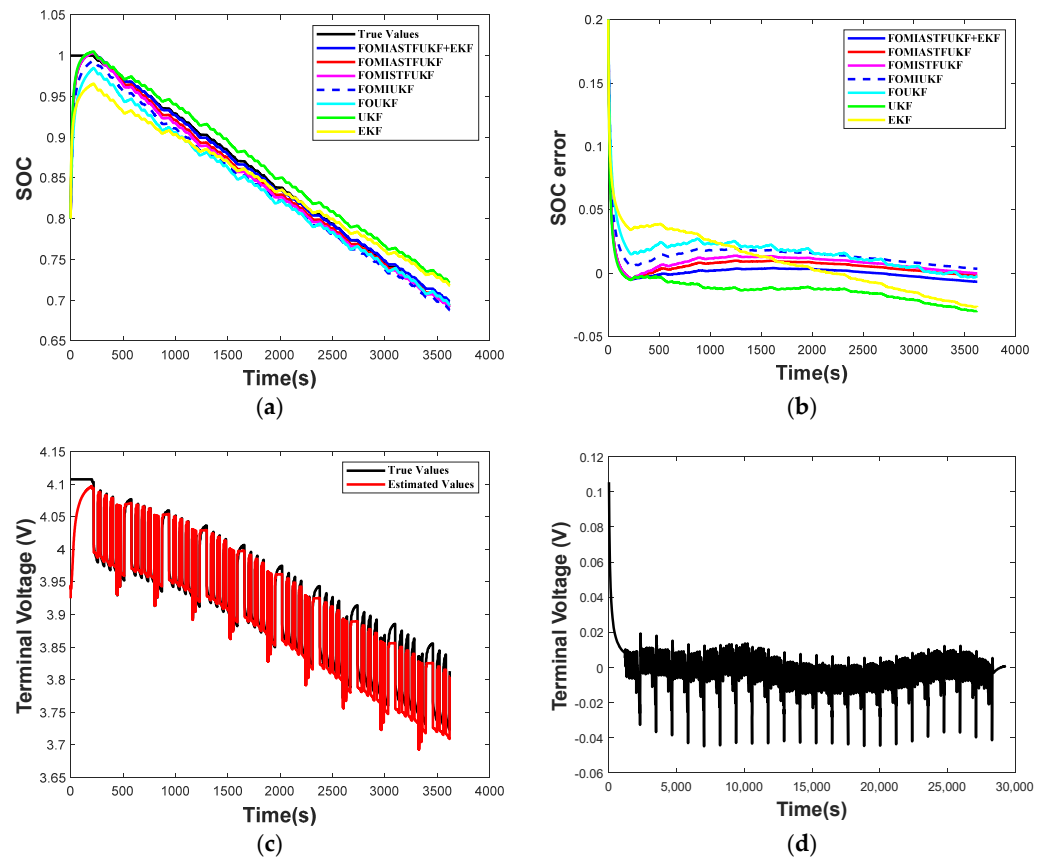 1.05
1
0.95
0.9
0.85
0.8
0.75
0.7
0.65
SOC
True Values
FOMIASTFUKF+EKF
FOMIASTFUKF
FOMISTFUKF
FOMIUKF
FOUKF
UKF
EKF
0 500 1000 1500 2000 2500 3000 3500 4000
Time(s)
(a)
0.2
0.15
0.1
0.05
0
-0.05
SOC error
FOMIASTFUKF+EKF
FOMIASTFUKF
FOMISTFUKF
FOMIUKF
FOUKF
UKF
EKF
0 500 1000 1500 2000 2500 3000 3500 4000
Time(s)
(b)
4.15
4.1
4.05
4
3.95
3.9
3.85
3.8
3.75
3.7
3.65
Terminal Voltage (V)
True Values
Estimated Values
0 500 1000 1500 2000 2500 3000 3500 4000
Time(s)
(c)
0.12
0.1
0.08
0.06
0.04
0.02
0
-0.02
-0.04
-0.06
Terminal Voltage (V)
0 5,000 10,000 15,000 20,000 25,000 30,000
Time(s)
(d)